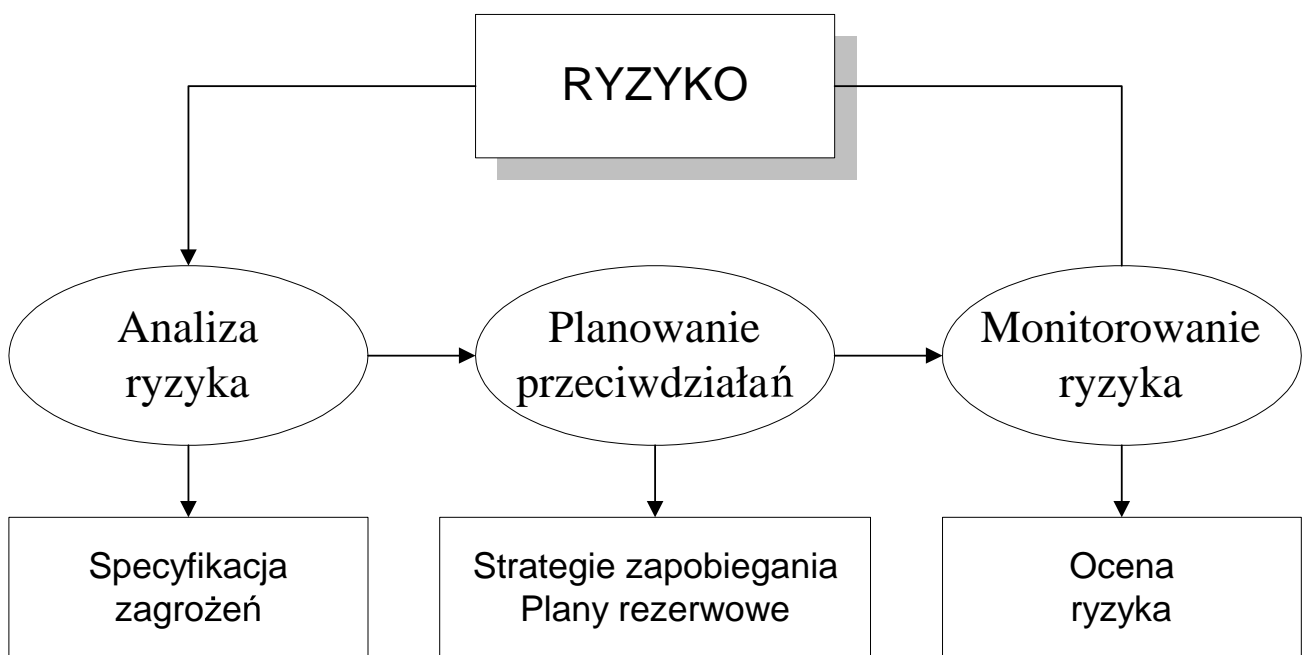 RYZYKO
Analiza
ryzyka
Planowanie
przeciwdziałań
Monitorowanie
ryzyka
Specyfikacja
zagrożeń
Strategie zapobiegania
Plany rezerwowe
Ocena
ryzyka